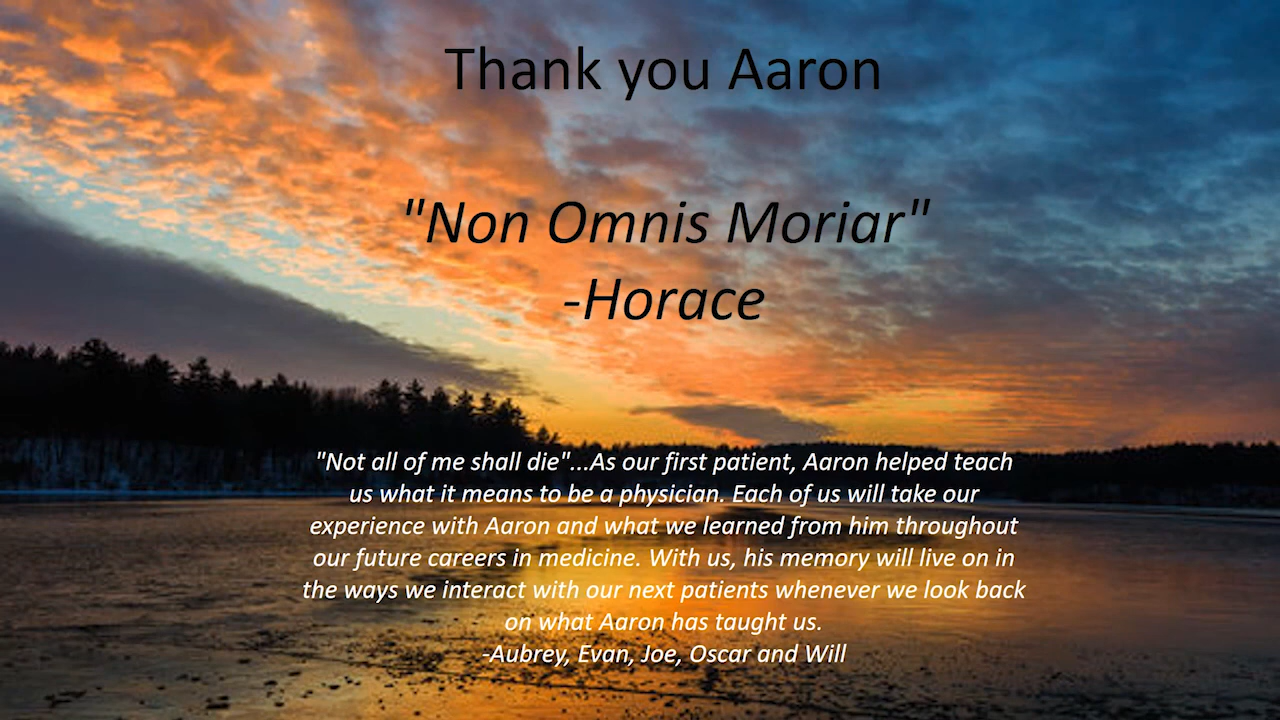 Thank you Aaron
"Non Omnis Moriar"
-Horace
"Not all of me shall die"...As our first patient, Aaron helped teach
us what it means to be a physician. Each of us will take our
experience with Aaron and what we learned from him throughout
our future careers in medicine. With us, his memory will live on in
the ways we interact with our next patients whenever we look back
on what Aaron has taught us.
-Aubrey, Evan, Joe, Oscar and Will